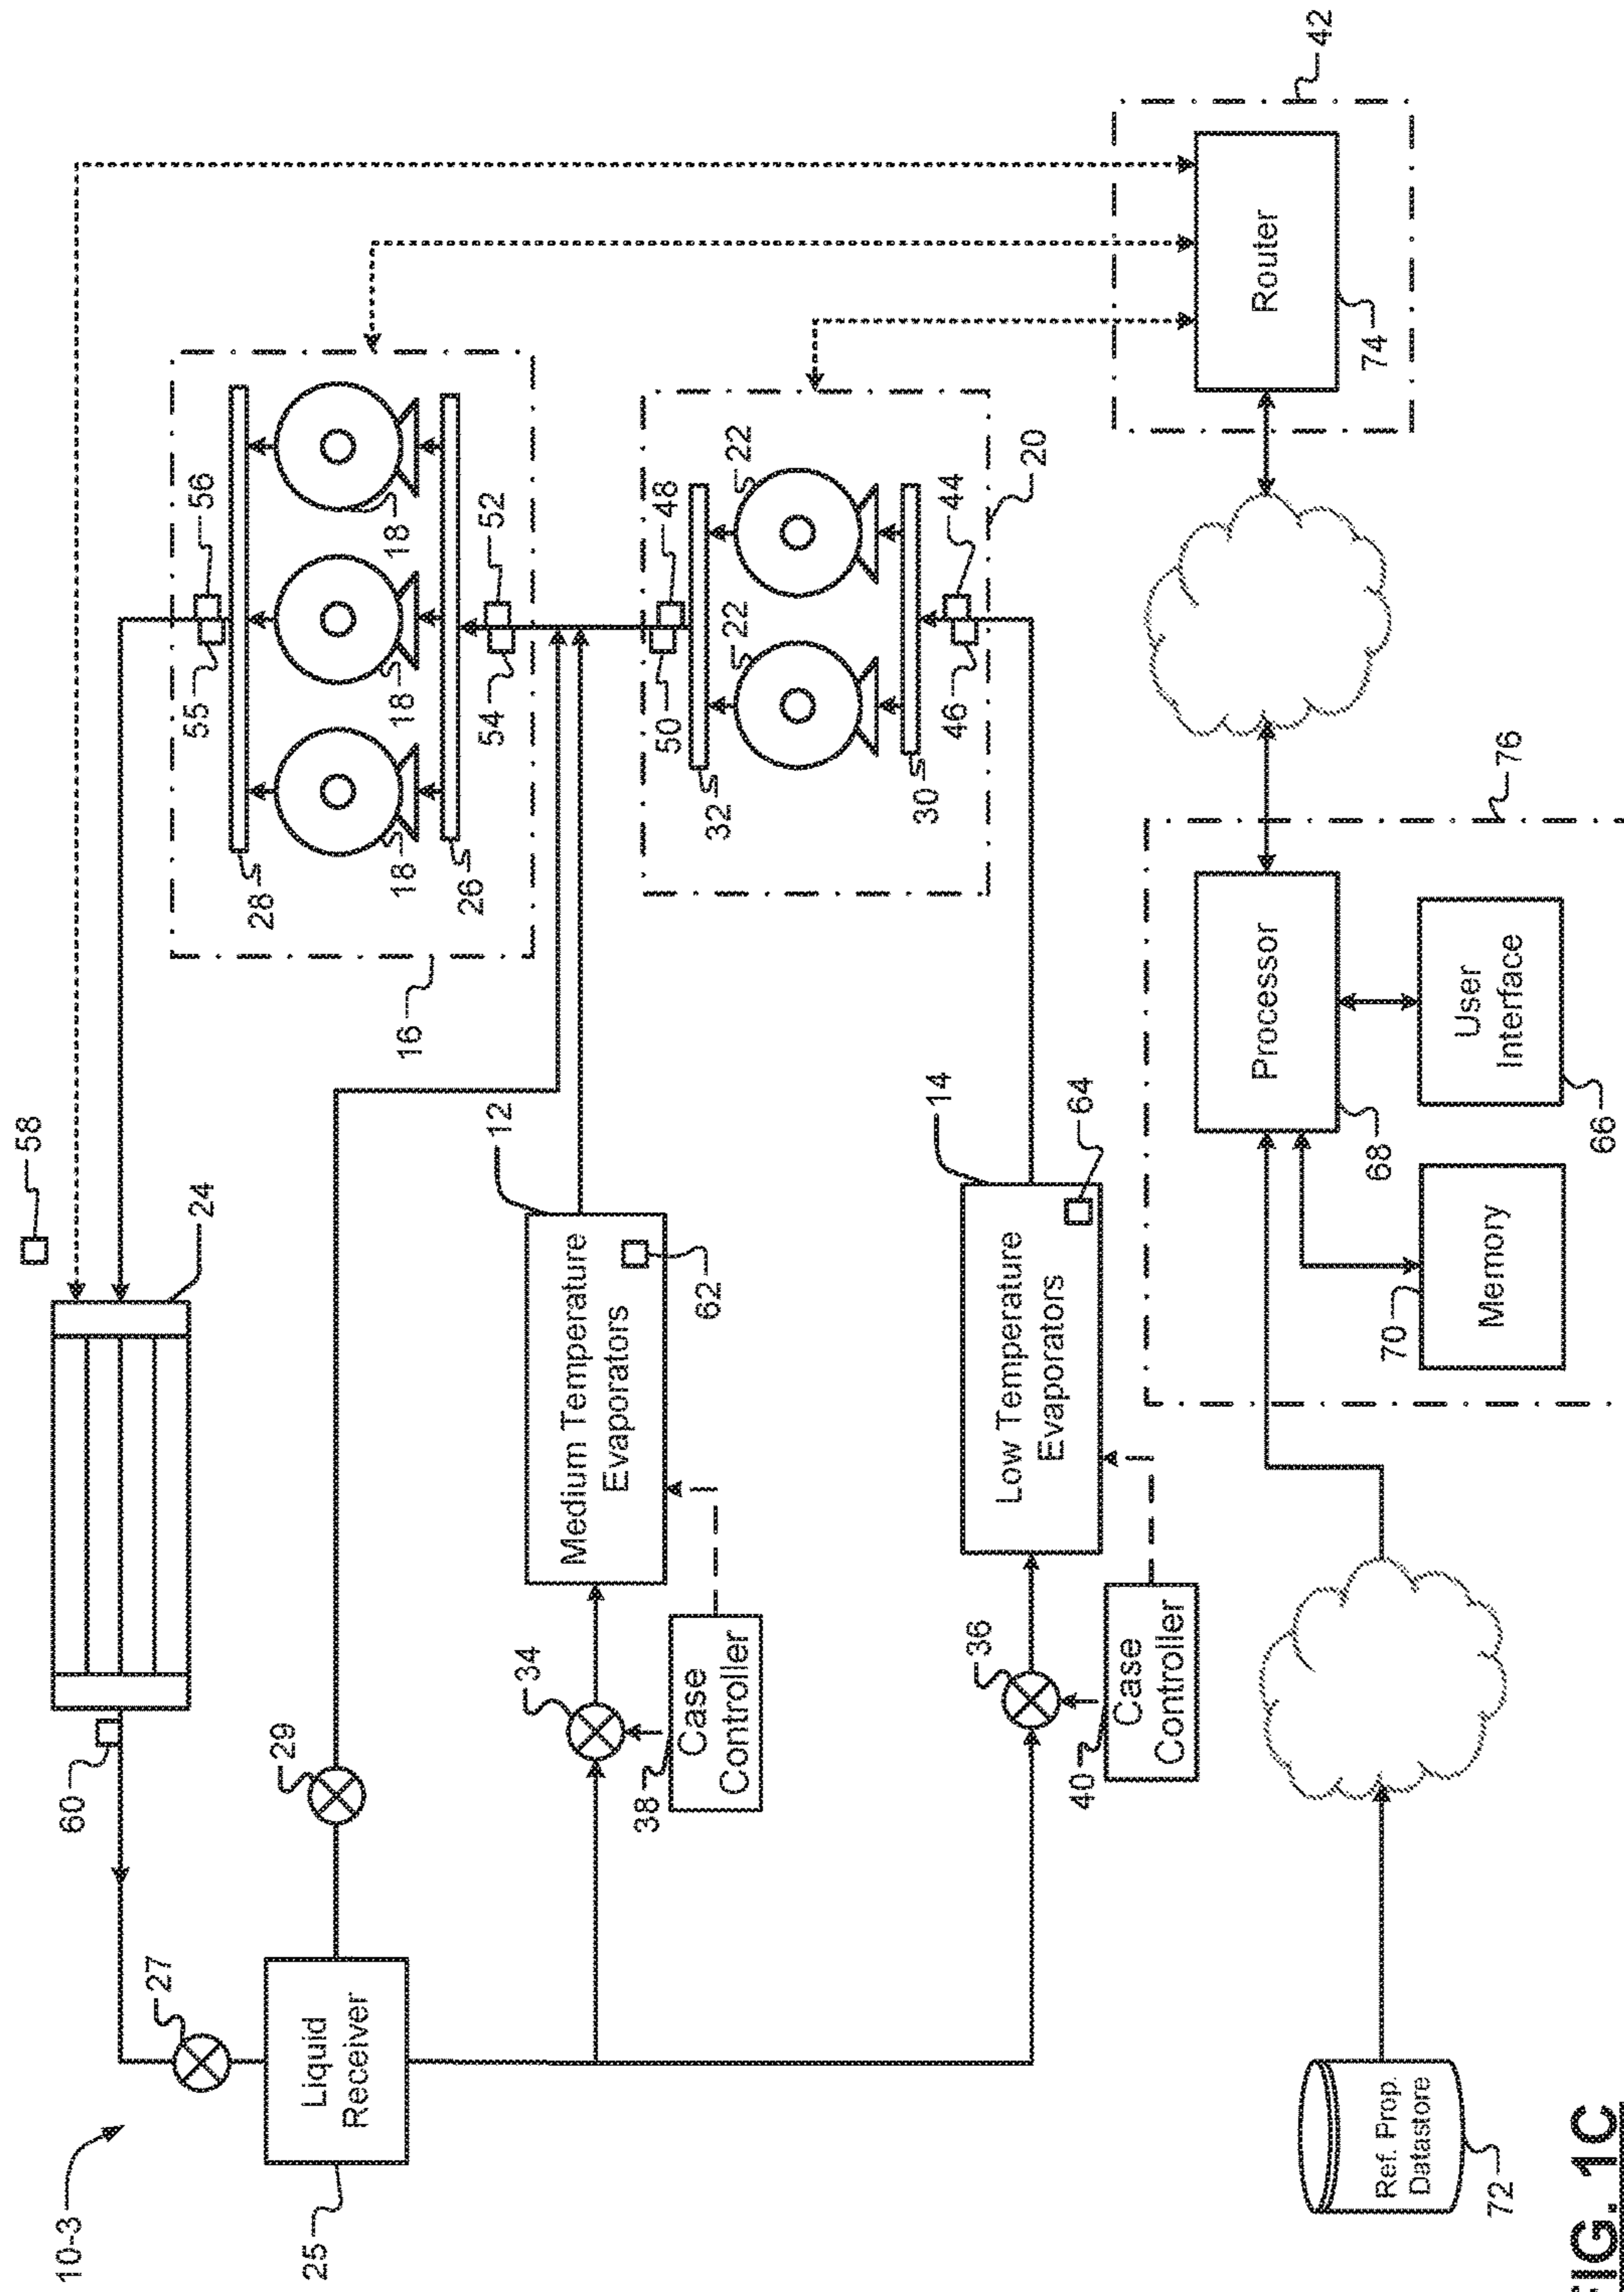 10-3
58
60
27
24
55
56
28
29
25
Liquid
Receiver
18
18
18
16
26
12
54
52
34
Medium Temperature
Evaporators
38
Case
Controller
62
50
48
32
22
22
30
14
46
44
20
36
Low Temperature
Evaporators
64
40
Case
Controller
Processor
68
Router
74
42
70
Memory
User
Interface
66
76
Ref. Prop.
Datastore
72
FIG. 1C